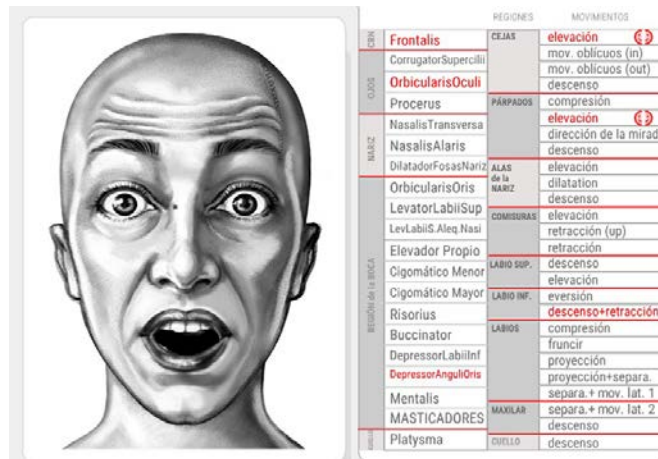 REGIONES MOVIMIENTOS
CRN
Frontalis
CEJAS
elevación
CorrugatorSupercilii
mov. oblícuos (in)
mov. oblícuos (out)
OJOS
OrbicularisOculi
descenso
Procerus
PÁRPADOS
compresión
elevación
NARIZ
NasalisTransversa
dirección de la mirad
NasalisAlaris
descenso
DilatadorFosasNariz
ALAS
de la
NARIZ
elevación
dilatation
descenso
REGIÓN de la BOCA
OrbicularisOris
LevatorLabiiSup
COMISURAS
elevación
LevLabiiS.Aleq.Nasi
retracción (up)
Elevador Propio
retracción
Cigomático Menor
LABIO SUP.
descenso
elevación
Cigomático Mayor
LABIO INF.
eversión
Risorius
descenso+retracción
Buccinator
LABIOS
compresión
fruncir
DepressorLabiiInf
proyección
DepressorAnguliOris
proyección+separa.
Mentalis
separa.+ mov. lat. 1
MASTICADORES
MAXILAR
separa.+ mov. lat. 2
descenso
Platysma
CUELLO
descenso